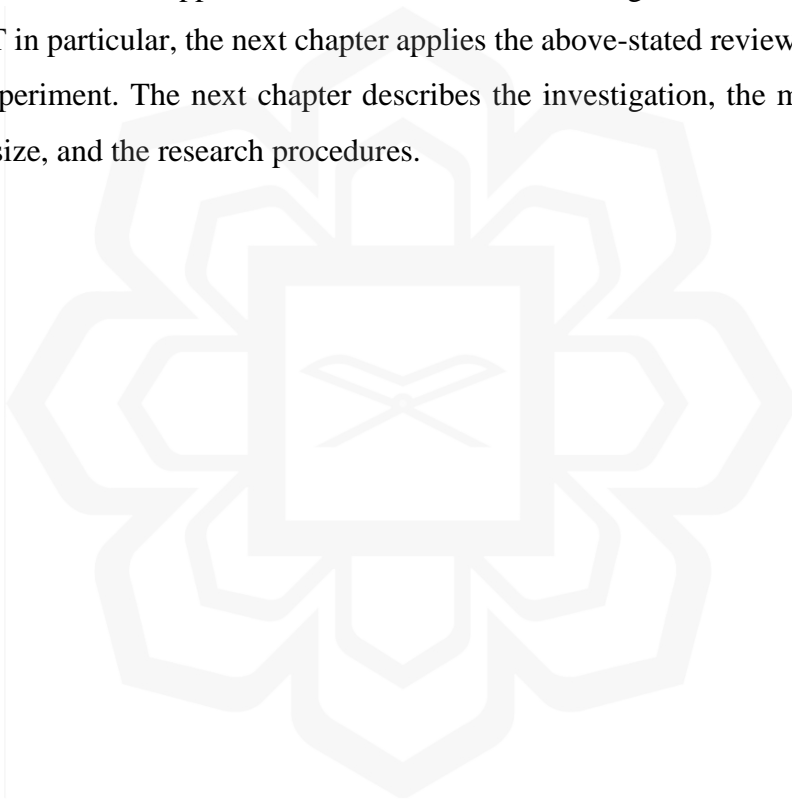 T in particular, the next chapter applies the above-stated review
periment. The next chapter describes the investigation, the m
size, and the research procedures.